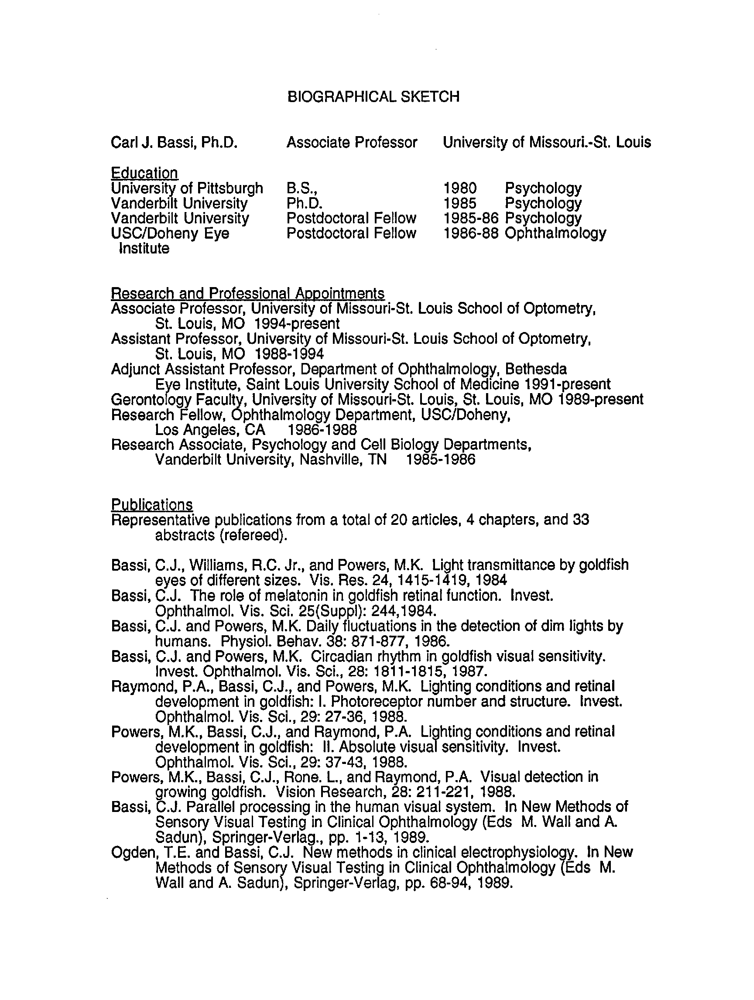 BIOGRAPHICAL SKETCH
Carl J. Bassi, Ph.D. Associate Professor University of Missouri.-St. Louis
Education
University of Pittsburgh B.S., 1980 Psychology
Vanderbilt University Ph.D. 1985 Psychology
Vanderbilt University Postdoctoral Fellow 1985-86 Psychology
USC/Doheny Eye Postdoctoral Fellow 1986-88 Ophthalmology
Institute
Research and Professional Appointments
Associate Professor, University of Missouri-St. Louis School of Optometry,
St. Louis, MO 1994-present
Assistant Professor, University of Missouri-St. Louis School of Optometry,
St. Louis, MO 1988-1994
Adjunct Assistant Professor, Department of Ophthalmology, Bethesda
Eye Institute, Saint Louis University School of Medicine 1991-present
Gerontology Faculty, University of Missouri-St. Louis, St. Louis, MO 1989-present
Research Fellow, Ophthalmology Department, USC/Doheny,
Los Angeles, CA 1986-1988
Research Associate, Psychology and Cell Biology Departments,
Vanderbilt University, Nashville, TN 1985-1986
Publications
Representative publications from a total of 20 articles, 4 chapters, and 33
abstracts (refereed).
Bassi, C.J., Williams, R.C. Jr., and Powers, M.K. Light transmittance by goldfish
eyes of different sizes. Vis. Res. 24, 1415-1419, 1984
Bassi, C.J. The role of melatonin in goldfish retinal function. Invest.
Ophthalmol. Vis. Sci. 25(Suppl): 244,1984.
Bassi, C.J. and Powers, M.K. Daily fluctuations in the detection of dim lights by
humans. Physiol. Behav. 38: 871-877, 1986.
Bassi, C.J. and Powers, M.K. Circadian rhythm in goldfish visual sensitivity.
Invest. Ophthalmol. Vis. Sci., 28: 1811-1815, 1987.
Raymond, P.A., Bassi, C.J., and Powers, M.K. Lighting conditions and retinal
development in goldfish: I. Photoreceptor number and structure. Invest.
Ophthalmol. Vis. Sci., 29: 27-36, 1988.
Powers, M.K., Bassi, C.J., and Raymond, P.A. Lighting conditions and retinal
development in goldfish: II. Absolute visual sensitivity. Invest.
Ophthalmol. Vis. Sci., 29: 37-43, 1988.
Powers, M.K., Bassi, C.J., Rone. L., and Raymond, P.A. Visual detection in
growing goldfish. Vision Research, 28: 211-221, 1988.
Bassi, C.J. Parallel processing in the human visual system. In New Methods of
Sensory Visual Testing in Clinical Ophthalmology (Eds M. Wall and A.
Sadun), Springer-Verlag., pp. 1-13, 1989.
Ogden, T.E. and Bassi, C.J. New methods in clinical electrophysiology. In New
Methods of Sensory Visual Testing in Clinical Ophthalmology (Eds M.
Wall and A. Sadun), Springer-Verlag, pp. 68-94, 1989.